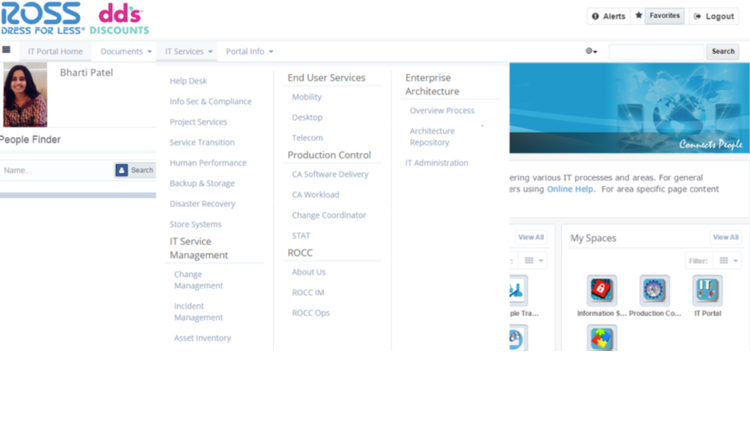 ROSS
DRESS FOR LESS®
dd's
DISCOUNTS
Alerts
Favorites
Logout
IT Portal Home
Documents
IT Services
Portal Info
Search
Bharti Patel
People Finder
Name...
Search
Help Desk
Info Sec & Compliance
Project Services
Service Transition
Human Performance
Backup & Storage
Disaster Recovery
Store Systems
IT Service
Management
Change
Management
Incident
Management
Asset Inventory
End User Services
Mobility
Desktop
Telecom
Production Control
CA Software Delivery
CA Workload
Change Coordinator
STAT
ROCC
About Us
ROCC IM
ROCC Ops
Enterprise
Architecture
Overview Process
Architecture
Repository
IT Administration
Connects People
ering various IT processes and areas. For general
ers using Online Help. For area specific page content
View All
My Spaces
View All
Filter:
Information S...
Production Co...
IT Portal
ple Tra...